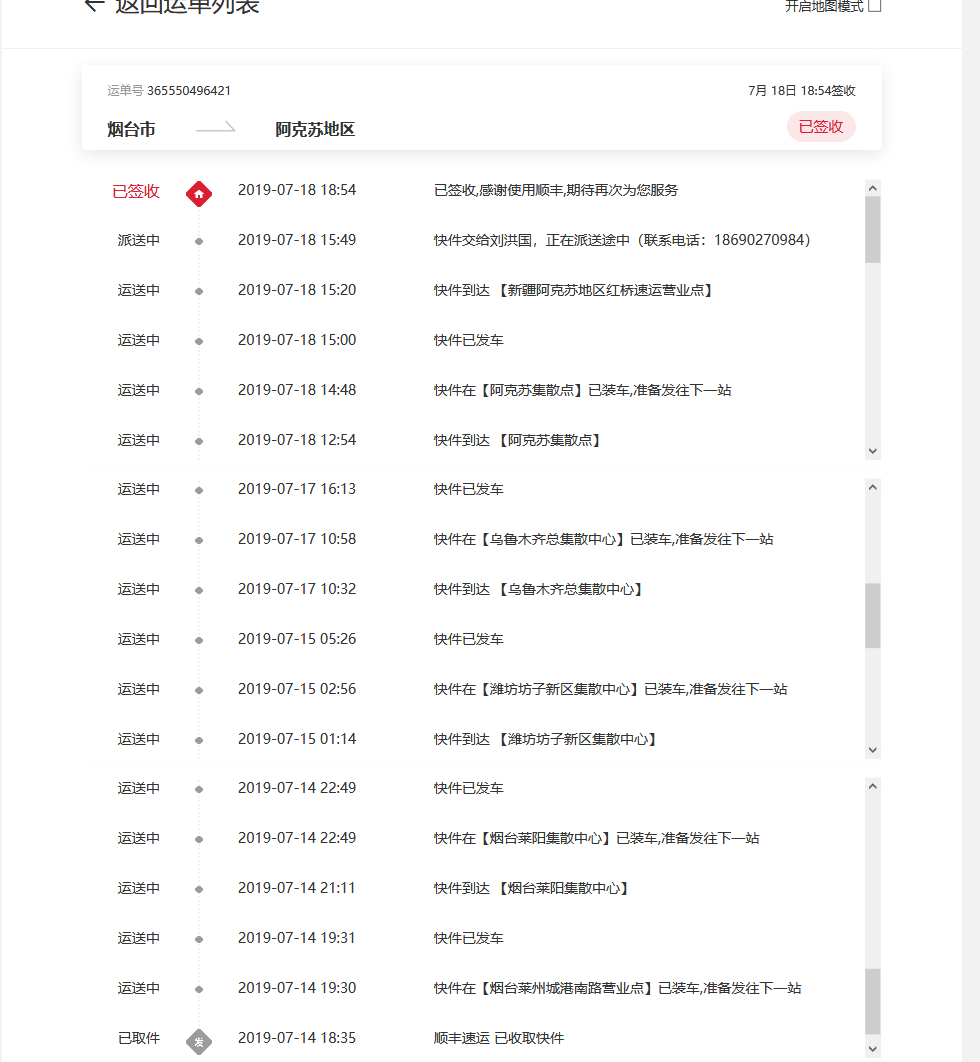 返回运单列表
开启地图模式
运单号 365550496421
7月 18日 18:54签收
烟台市
阿克苏地区
已签收
已签收 2019-07-18 18:54 已签收,感谢使用顺丰,期待再次为您服务
派送中 2019-07-18 15:49 快件交给刘洪国，正在派送途中（联系电话：18690270984）
运送中 2019-07-18 15:20 快件到达 【新疆阿克苏地区红桥速运营业点】
运送中 2019-07-18 15:00 快件已发车
运送中 2019-07-18 14:48 快件在【阿克苏集散点】已装车,准备发往下一站
运送中 2019-07-18 12:54 快件到达 【阿克苏集散点】
运送中 2019-07-17 16:13 快件已发车
运送中 2019-07-17 10:58 快件在【乌鲁木齐总集散中心】已装车,准备发往下一站
运送中 2019-07-17 10:32 快件到达 【乌鲁木齐总集散中心】
运送中 2019-07-15 05:26 快件已发车
运送中 2019-07-15 02:56 快件在【潍坊坊子新区集散中心】已装车,准备发往下一站
运送中 2019-07-15 01:14 快件到达 【潍坊坊子新区集散中心】
运送中 2019-07-14 22:49 快件已发车
运送中 2019-07-14 22:49 快件在【烟台莱阳集散中心】已装车,准备发往下一站
运送中 2019-07-14 21:11 快件到达 【烟台莱阳集散中心】
运送中 2019-07-14 19:31 快件已发车
运送中 2019-07-14 19:30 快件在【烟台莱州城港南路营业点】已装车,准备发往下一站
已取件 发 2019-07-14 18:35 顺丰速运 已收取快件